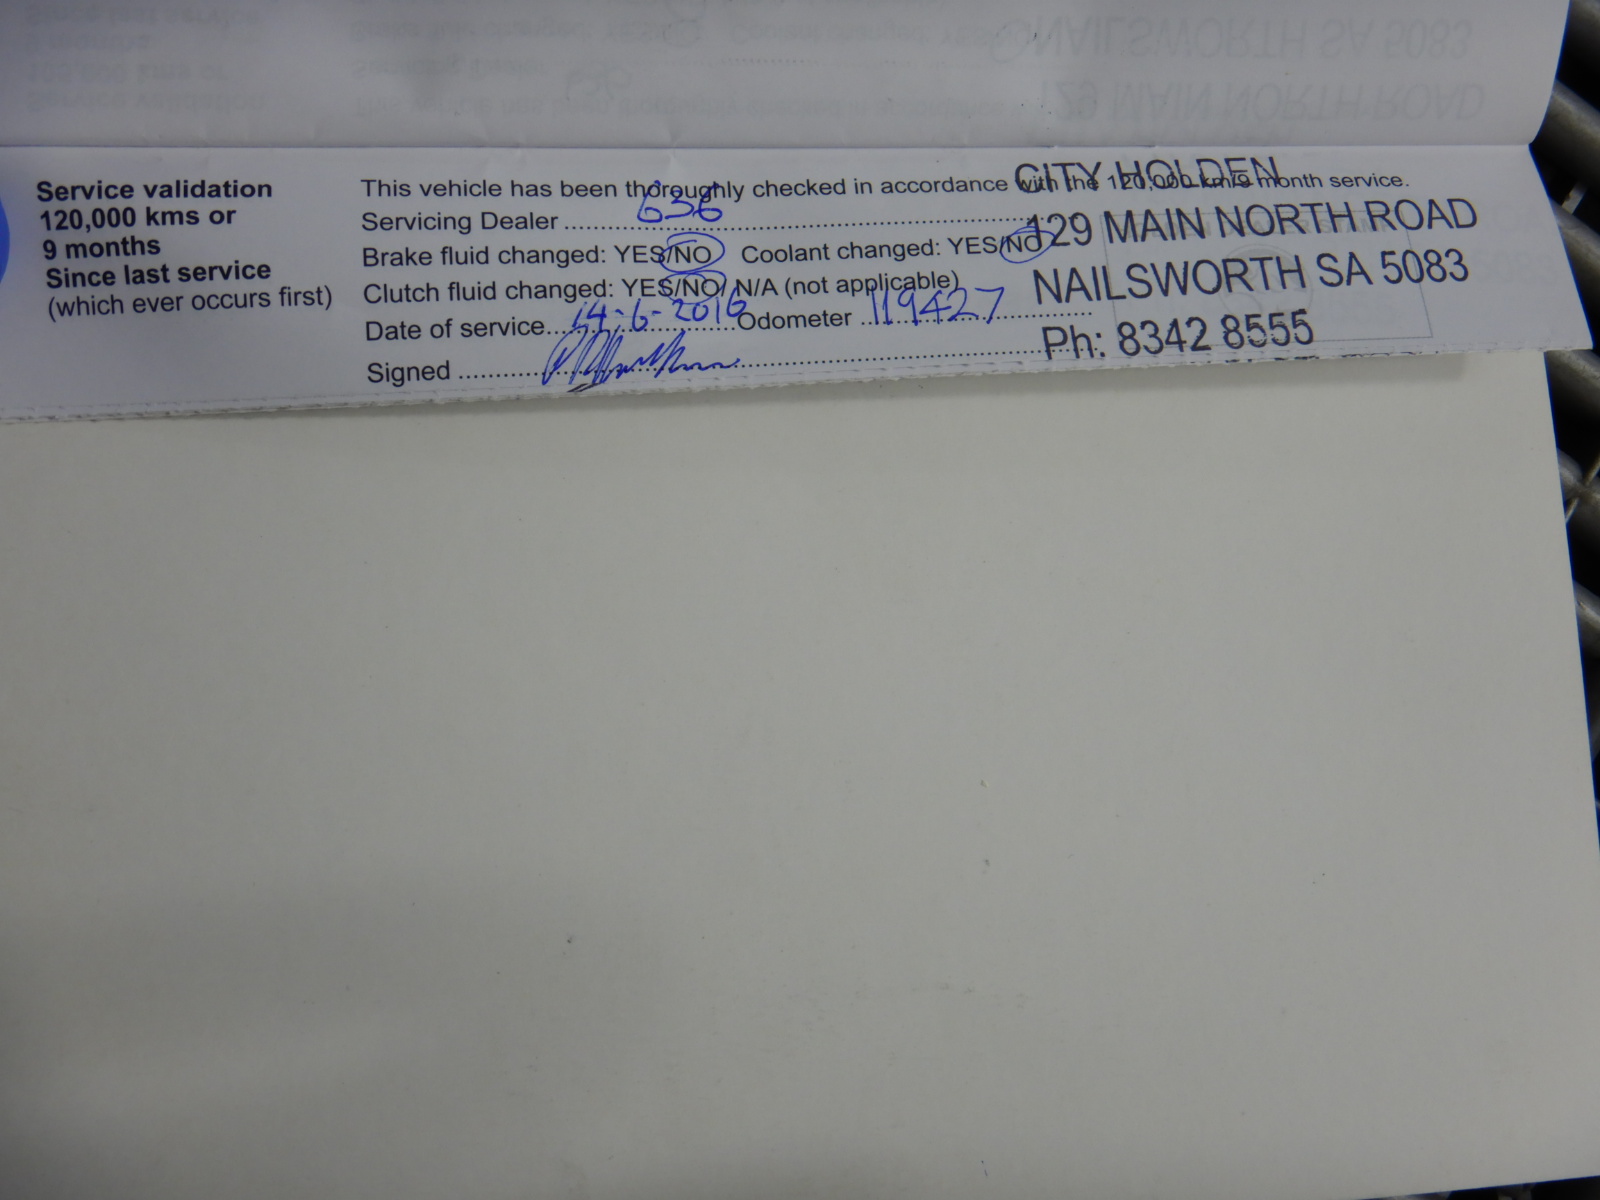 Service validation
120,000 kms or
9 months
Since last service
(which ever occurs first)
This vehicle has been thoroughly checked in accordance with the 120,000 km/9 month service.
Servicing Dealer 636
Brake fluid changed: YES/NO Coolant changed: YES/NO
Clutch fluid changed: YES/NO/ N/A (not applicable)
Date of service 14-6-2016 Odometer 119427
Signed
CITY HOLDEN
129 MAIN NORTH ROAD
NAILSWORTH SA 5083
Ph: 8342 8555